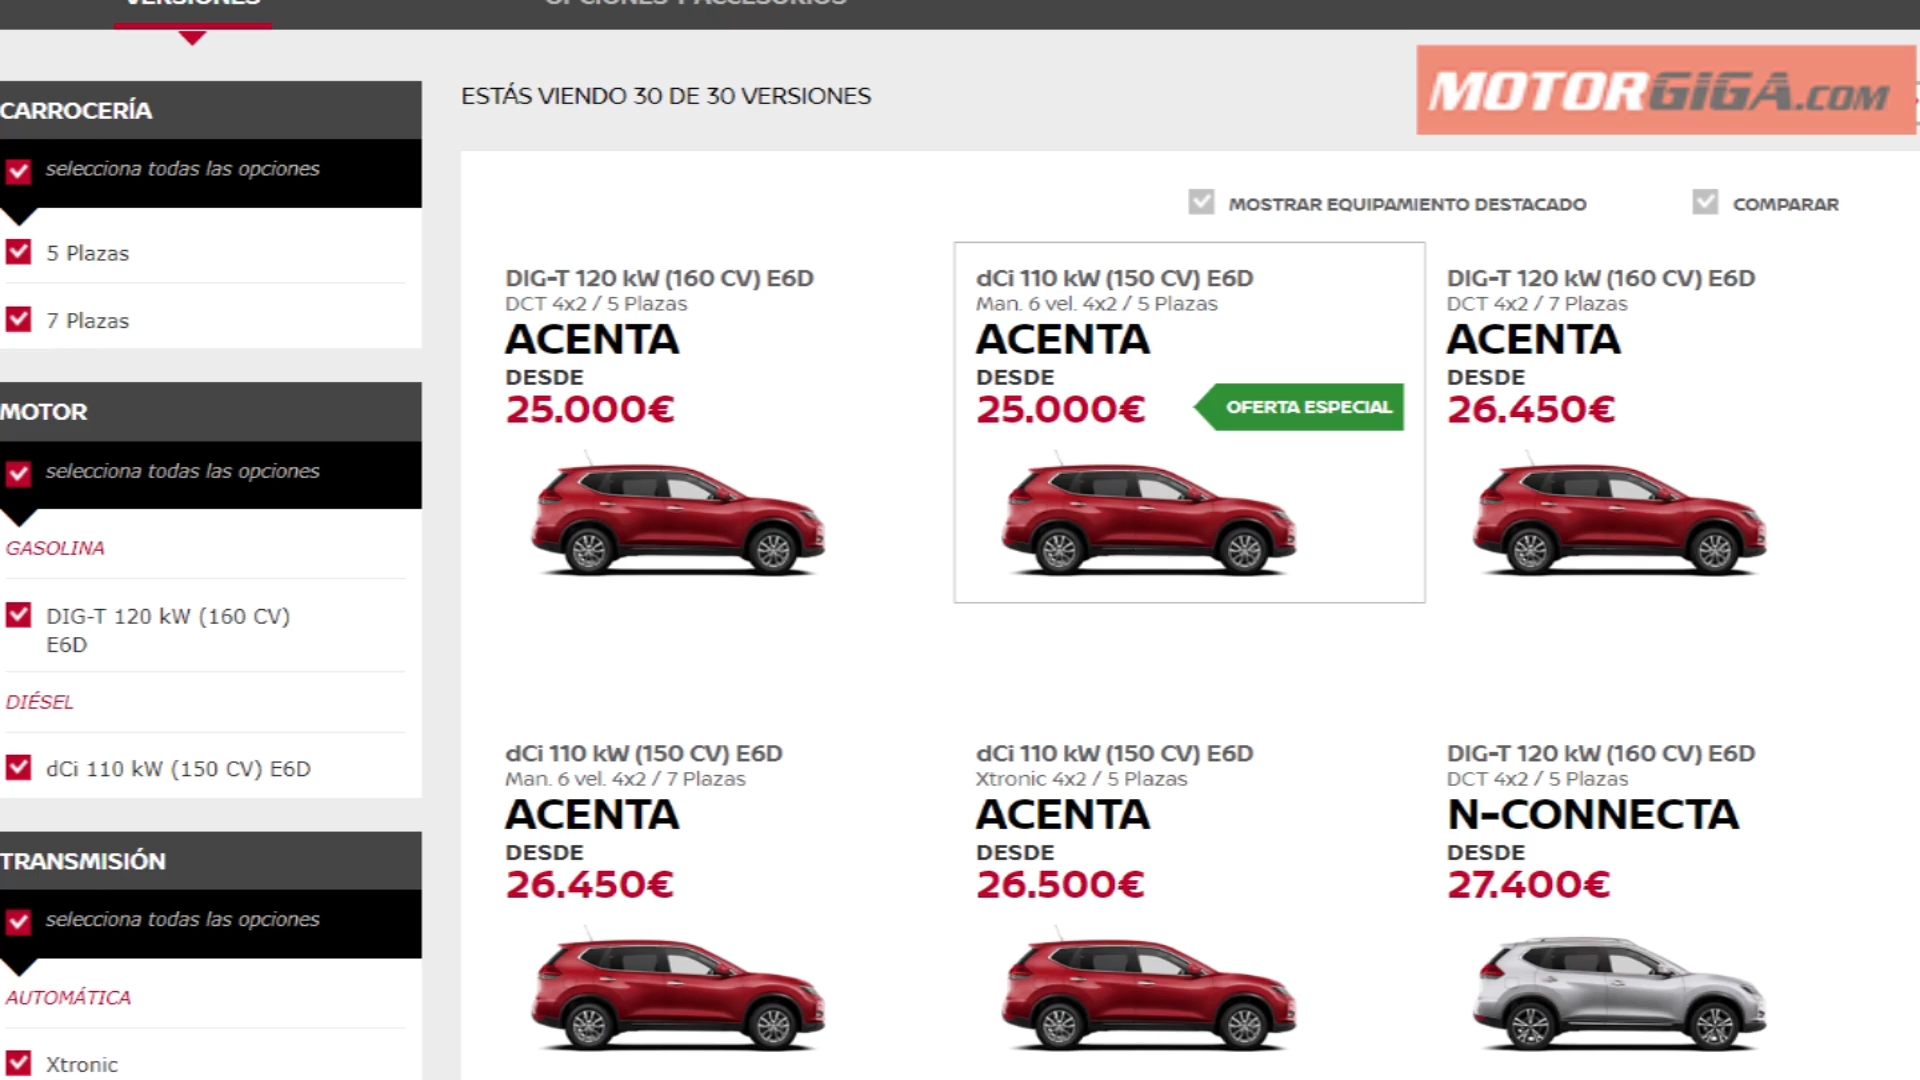 VERSIONES
OPCIONES Y ACCESORIOS
MOTORGIGA.COM
CARROCERÍA
selecciona todas las opciones
5 Plazas
7 Plazas
MOTOR
selecciona todas las opciones
GASOLINA
DIG-T 120 kW (160 CV)
E6D
DIÉSEL
dCi 110 kW (150 CV) E6D
TRANSMISIÓN
selecciona todas las opciones
AUTOMÁTICA
Xtronic
ESTÁS VIENDO 30 DE 30 VERSIONES
MOSTRAR EQUIPAMIENTO DESTACADO
COMPARAR
DIG-T 120 kW (160 CV) E6D
DCT 4x2 / 5 Plazas
ACENTA
DESDE
25.000€
dCi 110 kW (150 CV) E6D
Man. 6 vel. 4x2 / 5 Plazas
ACENTA
DESDE
25.000€
OFERTA ESPECIAL
DIG-T 120 kW (160 CV) E6D
DCT 4x2 / 7 Plazas
ACENTA
DESDE
26.450€
dCi 110 kW (150 CV) E6D
Man. 6 vel. 4x2 / 7 Plazas
ACENTA
DESDE
26.450€
dCi 110 kW (150 CV) E6D
Xtronic 4x2 / 5 Plazas
ACENTA
DESDE
26.500€
DIG-T 120 kW (160 CV) E6D
DCT 4x2 / 5 Plazas
N-CONNECTA
DESDE
27.400€